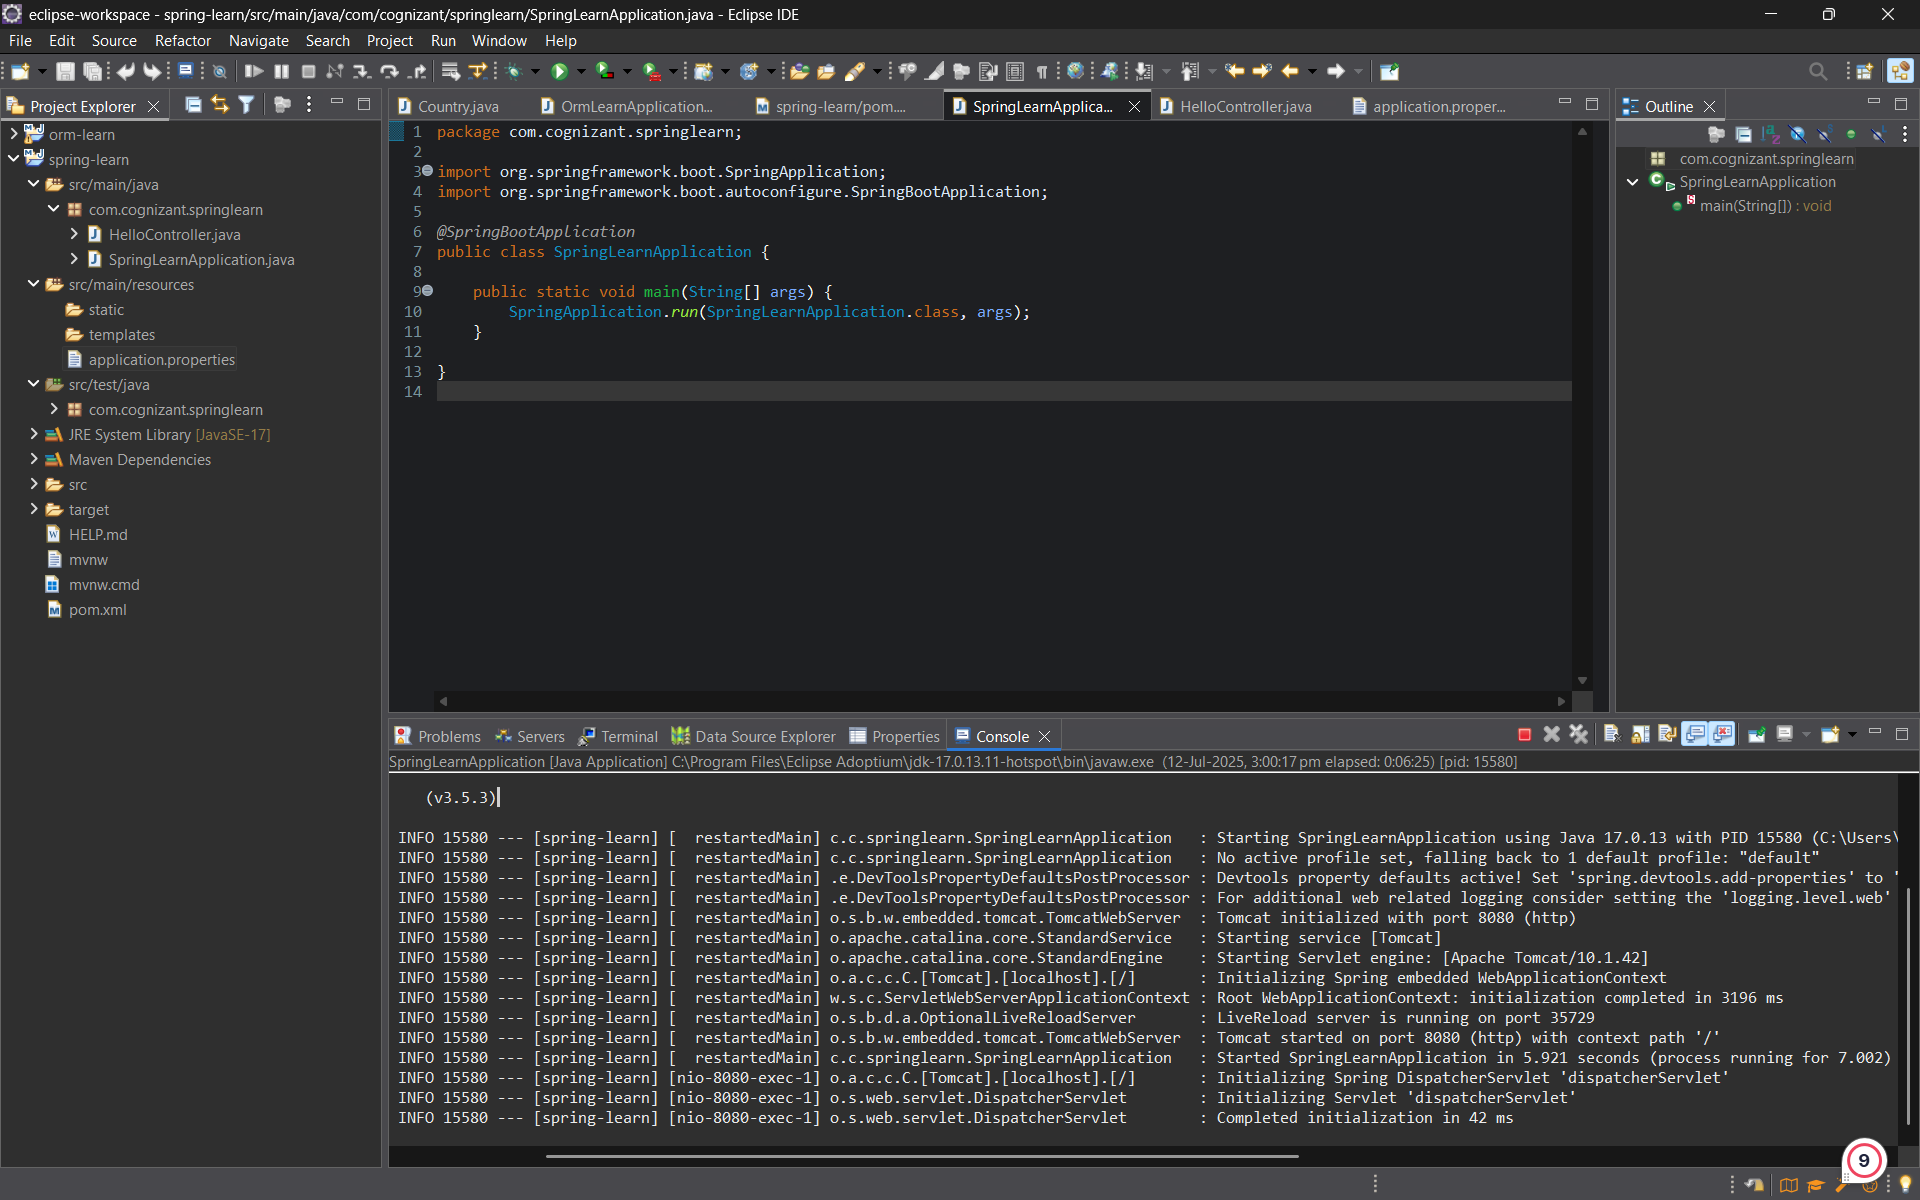 eclipse-workspace - spring-learn/src/main/java/com/cognizant/springlearn/SpringLearnApplication.java - Eclipse IDE
File Edit Source Refactor Navigate Search Project Run Window Help
Project Explorer
orm-learn
spring-learn
src/main/java
com.cognizant.springlearn
HelloController.java
SpringLearnApplication.java
src/main/resources
static
templates
application.properties
src/test/java
com.cognizant.springlearn
JRE System Library [JavaSE-17]
Maven Dependencies
src
target
HELP.md
mvnw
mvnw.cmd
pom.xml
Country.java OrmLearnApplication... spring-learn/pom.... SpringLearnApplica... HelloController.java application.proper...
1 package com.cognizant.springlearn;
2
3 import org.springframework.boot.SpringApplication;
4 import org.springframework.boot.autoconfigure.SpringBootApplication;
5
6 @SpringBootApplication
7 public class SpringLearnApplication {
8
9 public static void main(String[] args) {
10 SpringApplication.run(SpringLearnApplication.class, args);
11 }
12
13 }
14
Outline
com.cognizant.springlearn
SpringLearnApplication
main(String[]) : void
Problems Servers Terminal Data Source Explorer Properties Console
SpringLearnApplication [Java Application] C:\Program Files\Eclipse Adoptium\jdk-17.0.13.11-hotspot\bin\javaw.exe (12-Jul-2025, 3:00:17 pm elapsed: 0:06:25) [pid: 15580]
(v3.5.3)
INFO 15580 --- [spring-learn] [  restartedMain] c.c.springlearn.SpringLearnApplication   : Starting SpringLearnApplication using Java 17.0.13 with PID 15580 (C:\Users\
INFO 15580 --- [spring-learn] [  restartedMain] c.c.springlearn.SpringLearnApplication   : No active profile set, falling back to 1 default profile: "default"
INFO 15580 --- [spring-learn] [  restartedMain] .e.DevToolsPropertyDefaultsPostProcessor : Devtools property defaults active! Set 'spring.devtools.add-properties' to '
INFO 15580 --- [spring-learn] [  restartedMain] .e.DevToolsPropertyDefaultsPostProcessor : For additional web related logging consider setting the 'logging.level.web'
INFO 15580 --- [spring-learn] [  restartedMain] o.s.b.w.embedded.tomcat.TomcatWebServer  : Tomcat initialized with port 8080 (http)
INFO 15580 --- [spring-learn] [  restartedMain] o.apache.catalina.core.StandardService   : Starting service [Tomcat]
INFO 15580 --- [spring-learn] [  restartedMain] o.apache.catalina.core.StandardEngine    : Starting Servlet engine: [Apache Tomcat/10.1.42]
INFO 15580 --- [spring-learn] [  restartedMain] o.a.c.c.C.[Tomcat].[localhost].[/]       : Initializing Spring embedded WebApplicationContext
INFO 15580 --- [spring-learn] [  restartedMain] w.s.c.ServletWebServerApplicationContext : Root WebApplicationContext: initialization completed in 3196 ms
INFO 15580 --- [spring-learn] [  restartedMain] o.s.b.d.a.OptionalLiveReloadServer       : LiveReload server is running on port 35729
INFO 15580 --- [spring-learn] [  restartedMain] o.s.b.w.embedded.tomcat.TomcatWebServer  : Tomcat started on port 8080 (http) with context path '/'
INFO 15580 --- [spring-learn] [  restartedMain] c.c.springlearn.SpringLearnApplication   : Started SpringLearnApplication in 5.921 seconds (process running for 7.002)
INFO 15580 --- [spring-learn] [nio-8080-exec-1] o.a.c.c.C.[Tomcat].[localhost].[/]       : Initializing Spring DispatcherServlet 'dispatcherServlet'
INFO 15580 --- [spring-learn] [nio-8080-exec-1] o.s.web.servlet.DispatcherServlet        : Initializing Servlet 'dispatcherServlet'
INFO 15580 --- [spring-learn] [nio-8080-exec-1] o.s.web.servlet.DispatcherServlet        : Completed initialization in 42 ms
9